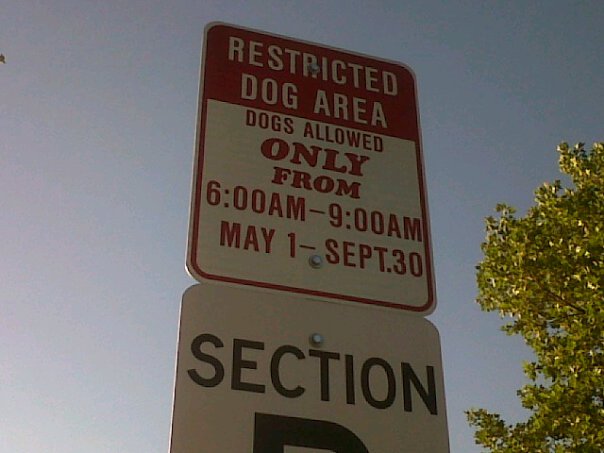 RESTRICTED
DOG AREA
DOGS ALLOWED
ONLY
FROM
6:00AM-9:00AM
MAY 1-SEPT.30
SECTION